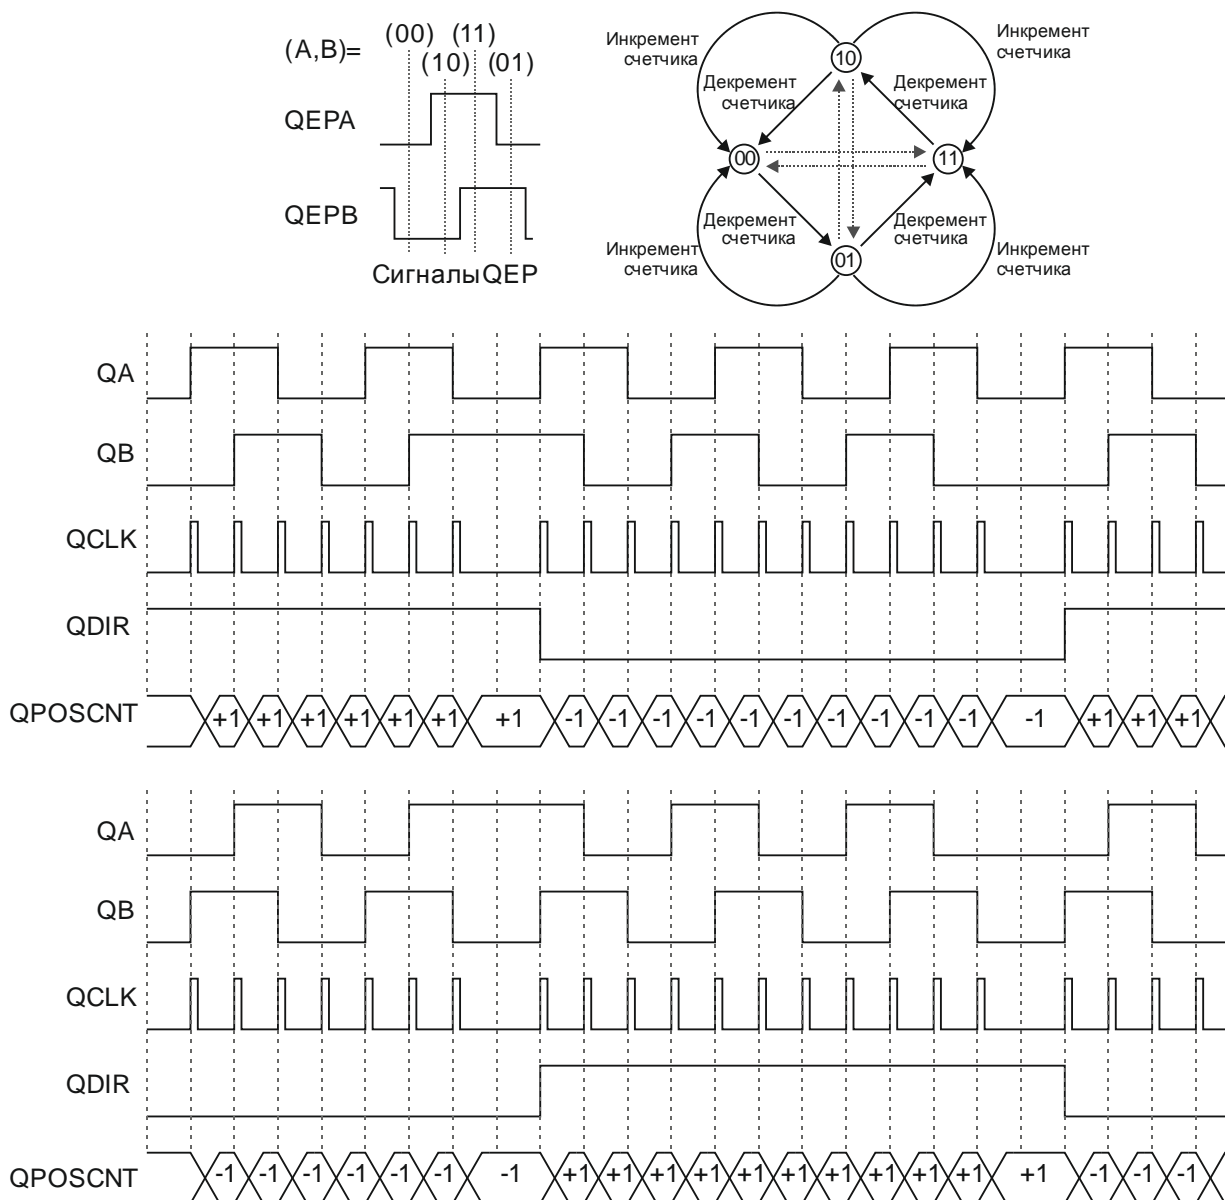 (A,B)= (00) (11)
(10) (01)
QEPA
QEPB
Сигналы QEP
Инкремент
счетчика
Инкремент
счетчика
Декремент
счетчика
Декремент
счетчика
10
00
11
01
Декремент
счетчика
Декремент
счетчика
Инкремент
счетчика
Инкремент
счетчика
QA
QB
QCLK
QDIR
QPOSCNT +1 +1 +1 +1 +1 +1 +1 -1 -1 -1 -1 -1 -1 -1 -1 -1 -1 -1 +1 +1 +1
QA
QB
QCLK
QDIR
QPOSCNT -1 -1 -1 -1 -1 -1 -1 +1 +1 +1 +1 +1 +1 +1 +1 +1 +1 +1 -1 -1 -1